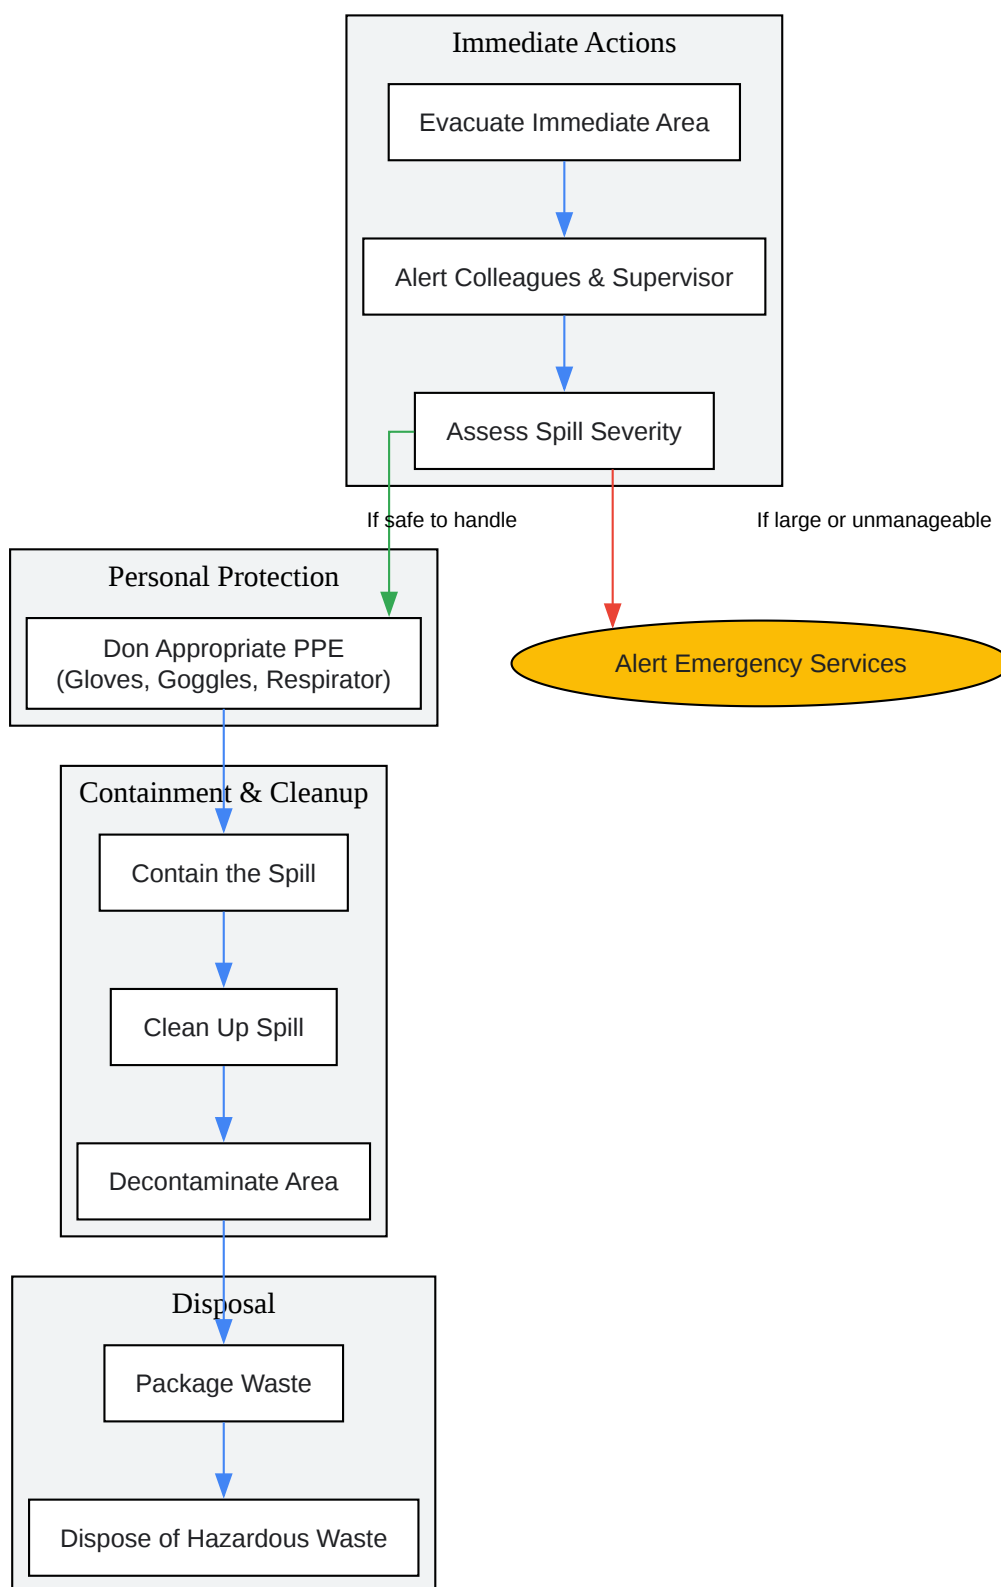 Immediate Actions
Evacuate Immediate Area
Alert Colleagues & Supervisor
Assess Spill Severity
If safe to handle
If large or unmanageable
Personal Protection
Don Appropriate PPE
(Gloves, Goggles, Respirator)
Alert Emergency Services
Containment & Cleanup
Contain the Spill
Clean Up Spill
Decontaminate Area
Disposal
Package Waste
Dispose of Hazardous Waste